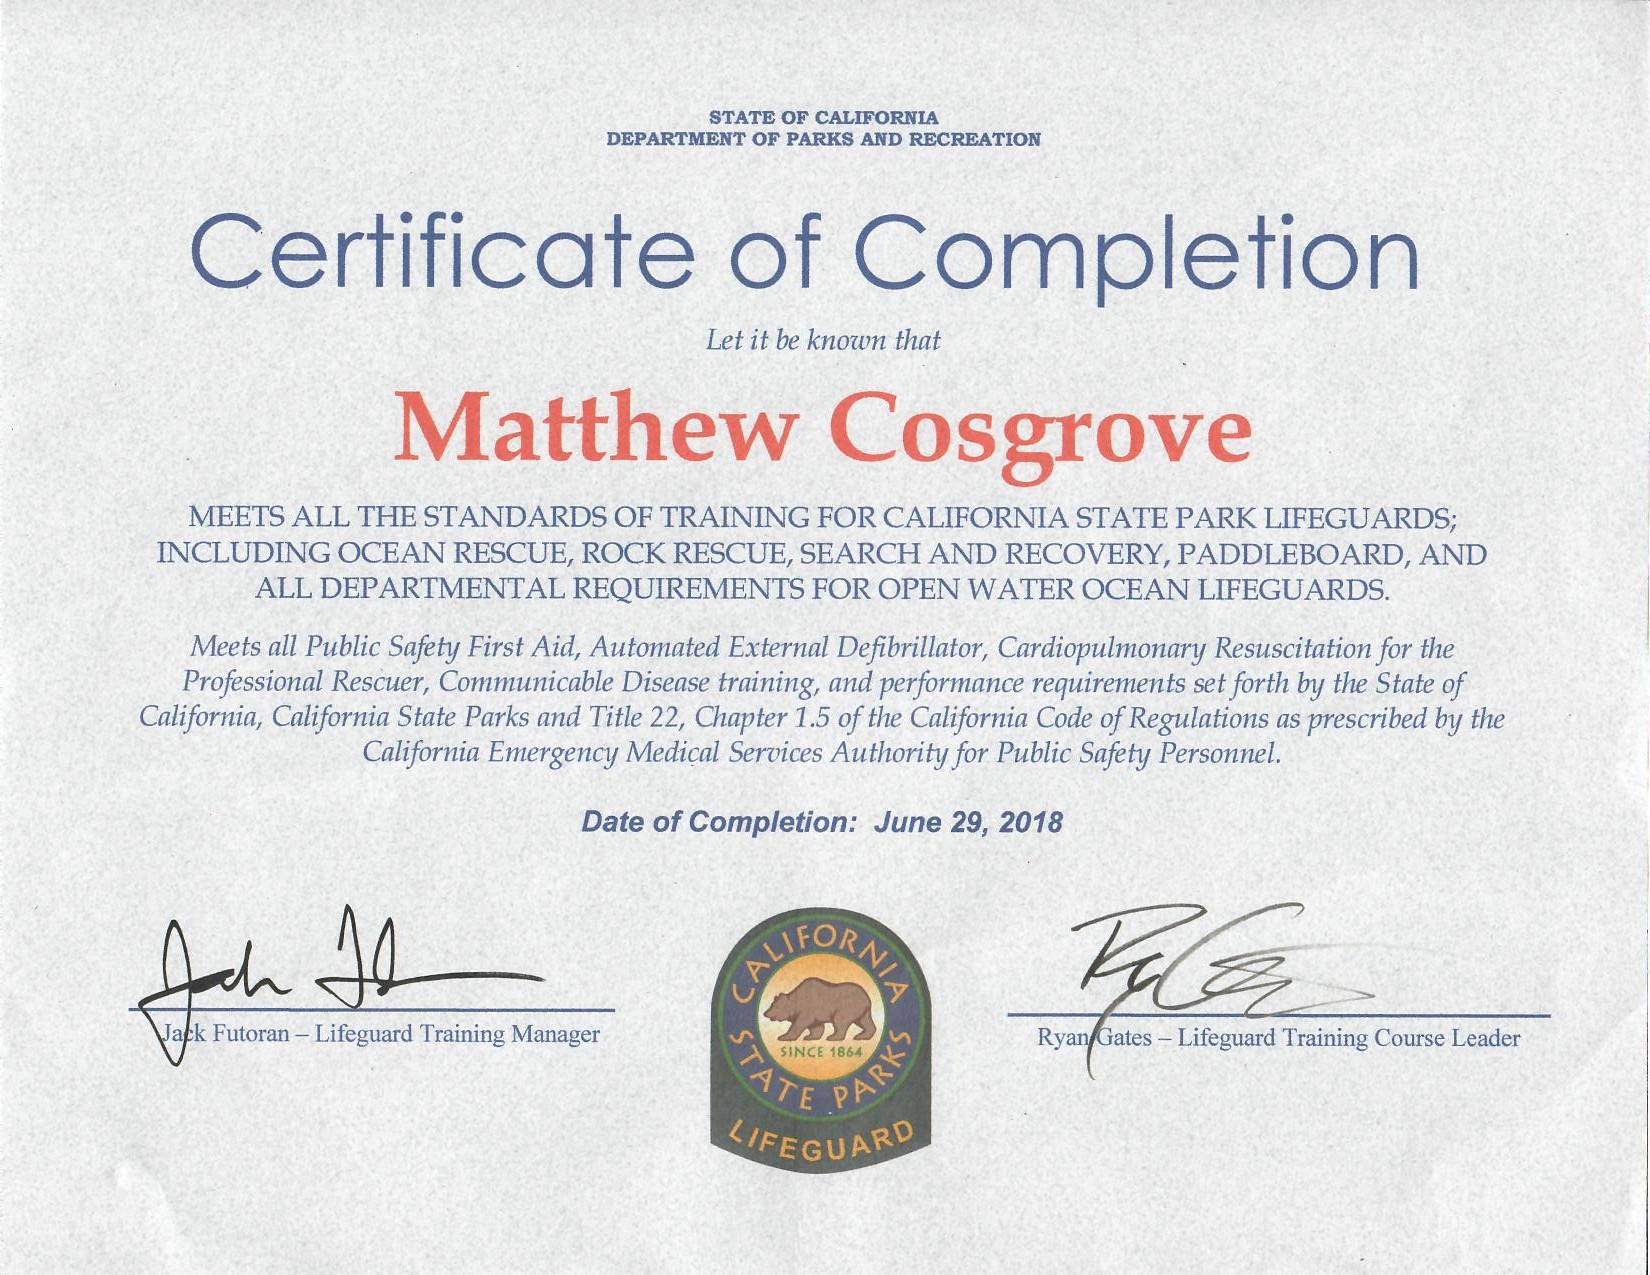 STATE OF CALIFORNIA
DEPARTMENT OF PARKS AND RECREATION
Certificate of Completion
Let it be known that
Matthew Cosgrove
MEETS ALL THE STANDARDS OF TRAINING FOR CALIFORNIA STATE PARK LIFEGUARDS;
INCLUDING OCEAN RESCUE, ROCK RESCUE, SEARCH AND RECOVERY, PADDLEBOARD, AND
ALL DEPARTMENTAL REQUIREMENTS FOR OPEN WATER OCEAN LIFEGUARDS.
Meets all Public Safety First Aid, Automated External Defibrillator, Cardiopulmonary Resuscitation for the
Professional Rescuer, Communicable Disease training, and performance requirements set forth by the State of
California, California State Parks and Title 22, Chapter 1.5 of the California Code of Regulations as prescribed by the
California Emergency Medical Services Authority for Public Safety Personnel.
Date of Completion: June 29, 2018
Jack Futoran – Lifeguard Training Manager
CALIFORNIA
SINCE 1864
STATE PARKS
LIFEGUARD
Ryan Gates – Lifeguard Training Course Leader